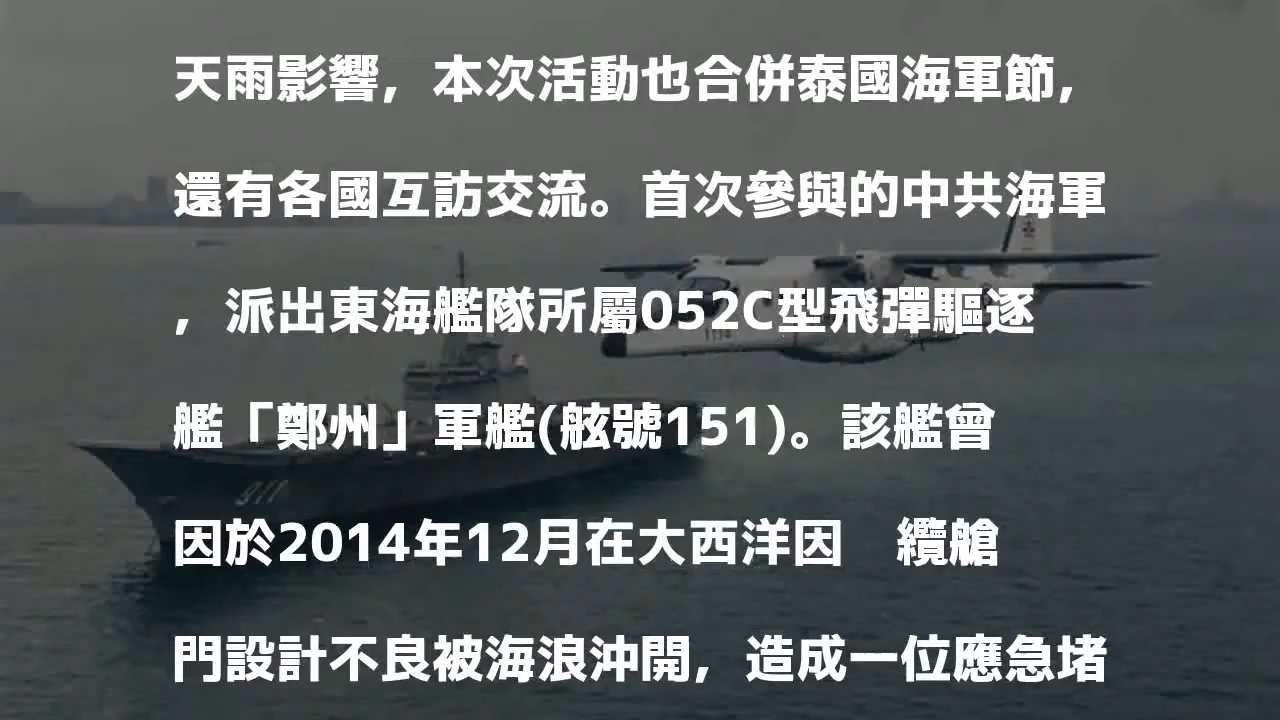 天雨影響，本次活動也合併泰國海軍節，
還有各國互訪交流。首次參與的中共海軍
，派出東海艦隊所屬052C型飛彈驅逐
艦「鄭州」軍艦(舷號151)。該艦曾
因於2014年12月在大西洋因　纜艙
門設計不良被海浪沖開，造成一位應急堵
911
1114